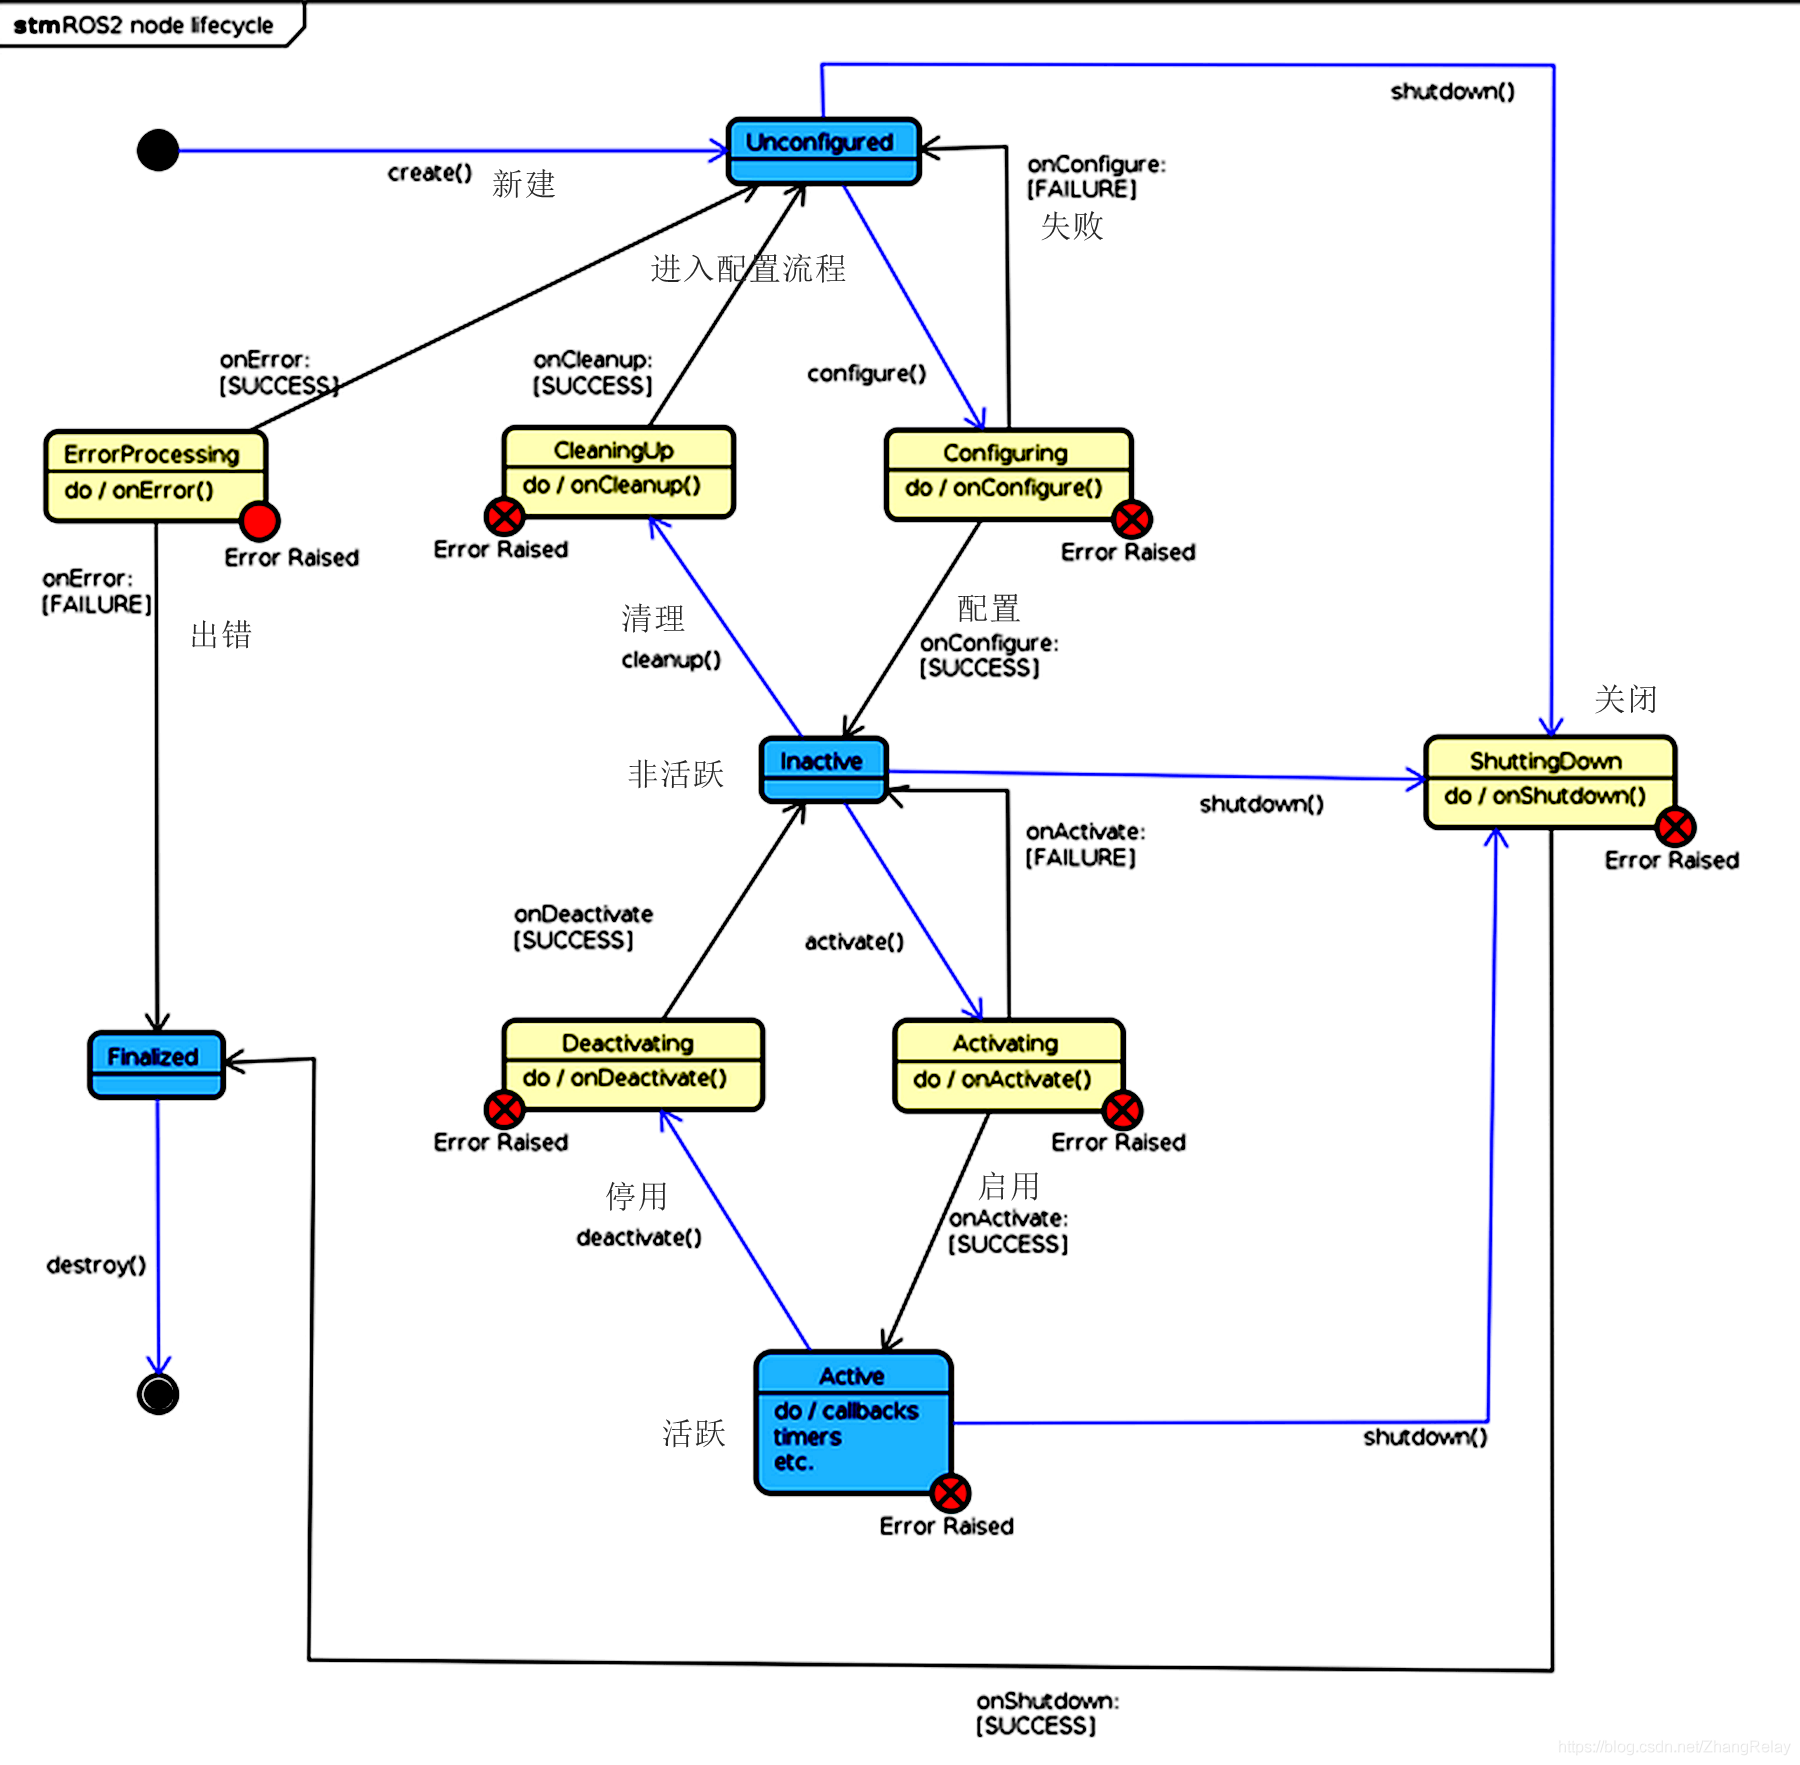 stm ROS2 node lifecycle
shutdown()
Unconfigured
create()
新建
onConfigure:
[FAILURE]
失败
进入配置流程
onError:
[SUCCESS]
onCleanup:
[SUCCESS]
configure()
ErrorProcessing
do / onError()
Error Raised
CleaningUp
do / onCleanup()
Error Raised
Configuring
do / onConfigure()
Error Raised
onError:
[FAILURE]
出错
清理
cleanup()
配置
onConfigure:
[SUCCESS]
关闭
非活跃
Inactive
shutdown()
ShuttingDown
do / onShutdown()
Error Raised
onActivate:
[FAILURE]
onDeactivate
[SUCCESS]
activate()
Finalized
Deactivating
do / onDeactivate()
Error Raised
Activating
do / onActivate()
Error Raised
停用
deactivate()
启用
onActivate:
[SUCCESS]
destroy()
活跃
Active
do / callbacks
timers
etc.
Error Raised
shutdown()
onShutdown:
[SUCCESS]
https://blog.csdn.net/ZhangRelay